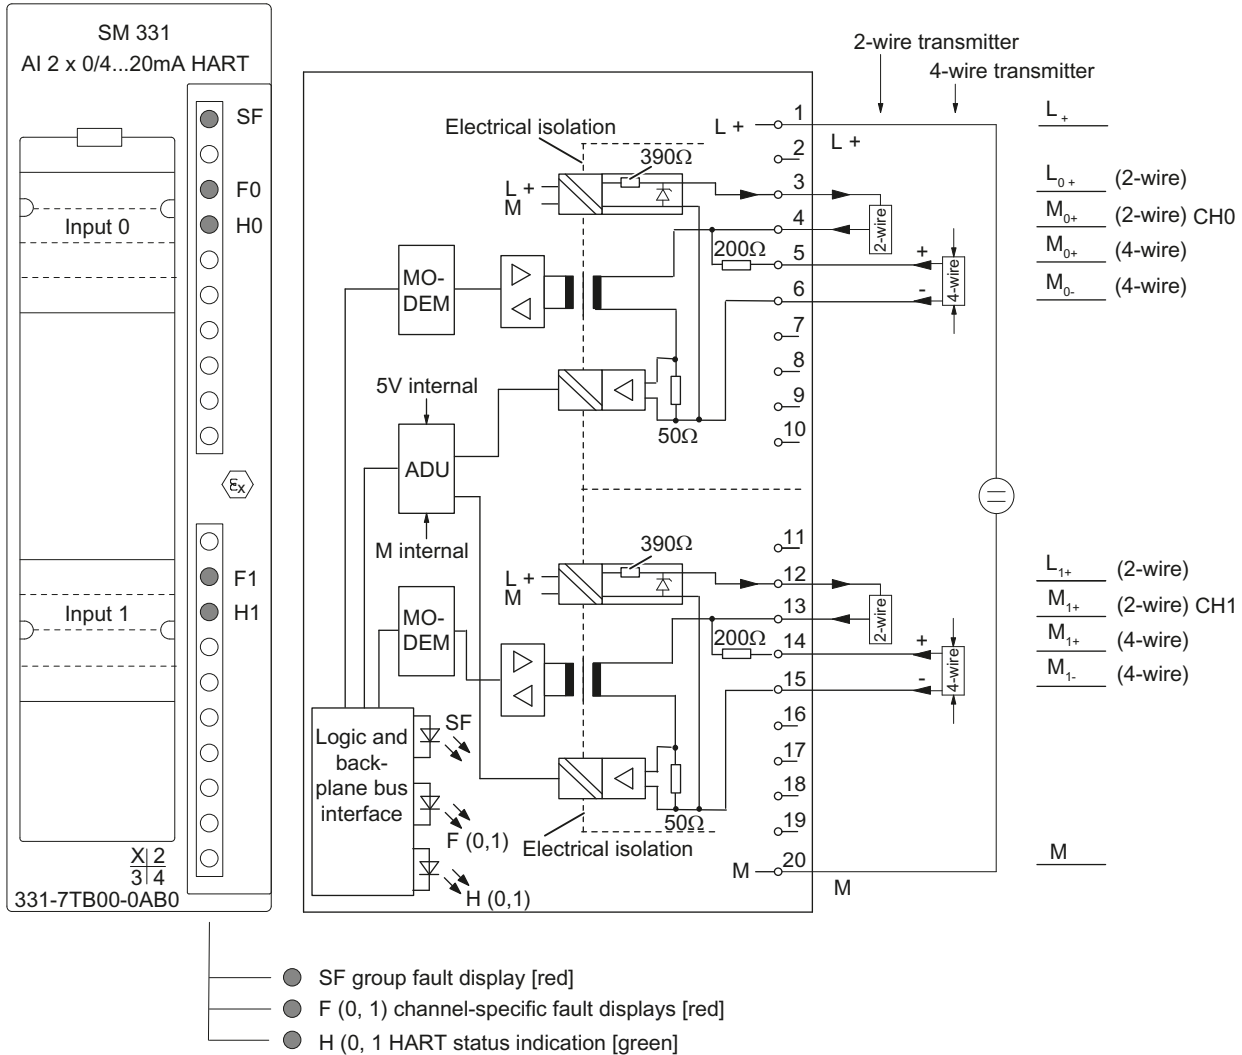 SM 331
AI 2 x 0/4...20mA HART
SF
F0
H0
Input 0
εx
F1
H1
Input 1
X 2
3 4
331-7TB00-0AB0
2-wire transmitter
4-wire transmitter
Electrical isolation
390Ω
L +
M
L +
1
L +
2
3
4
200Ω
5
6
7
8
9
10
2-wire
+
4-wire
-
MO-
DEM
5V internal
ADU
M internal
50Ω
390Ω
L +
M
11
12
13
200Ω
14
15
16
17
18
19
M
20
M
2-wire
+
4-wire
-
MO-
DEM
50Ω
Electrical isolation
Logic and
back-
plane bus
interface
SF
F (0,1)
H (0,1)
L+
L0+ (2-wire)
M0+ (2-wire) CH0
M0+ (4-wire)
M0- (4-wire)
L1+ (2-wire)
M1+ (2-wire) CH1
M1+ (4-wire)
M1- (4-wire)
M
SF group fault display [red]
F (0, 1) channel-specific fault displays [red]
H (0, 1 HART status indication [green]